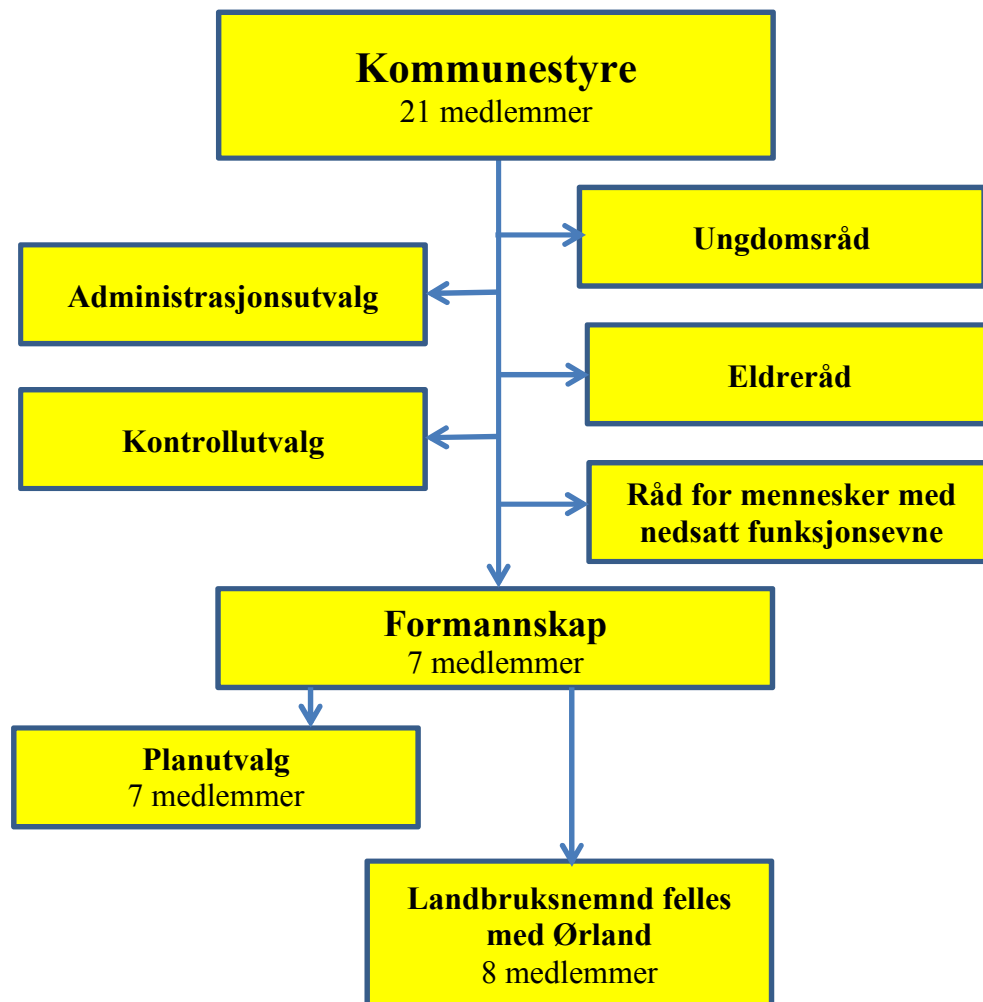 Kommunestyre
21 medlemmer
Ungdomsråd
Administrasjonsutvalg
Eldreråd
Kontrollutvalg
Råd for mennesker med
nedsatt funksjonsevne
Formannskap
7 medlemmer
Planutvalg
7 medlemmer
Landbruksnemnd felles
med Ørland
8 medlemmer